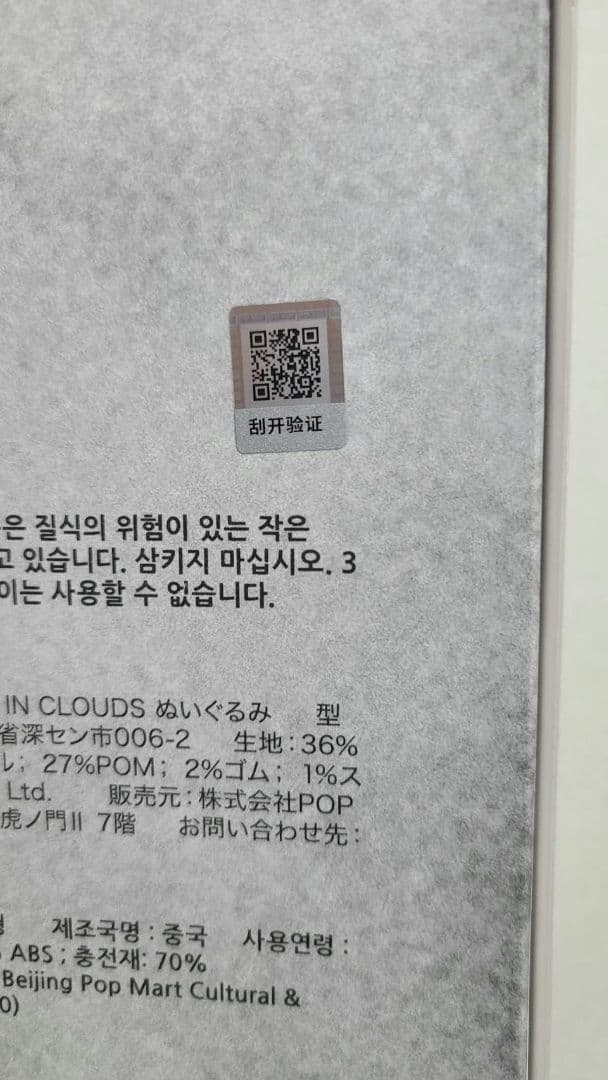 刮开验证
은 질식의 위험이 있는 작은
고 있습니다. 삼키지 마십시오. 3
이는 사용할 수 없습니다.
IN CLOUDS ぬいぐるみ 型
省深セン市006-2 生地：36%
ル；27%POM；2%ゴム；1%ス
Ltd. 販売元：株式会社POP
虎ノ門II 7階 お問い合わせ先：
제조국명 : 중국 사용연령 :
ABS ; 충전재: 70%
Beijing Pop Mart Cultural &
0)